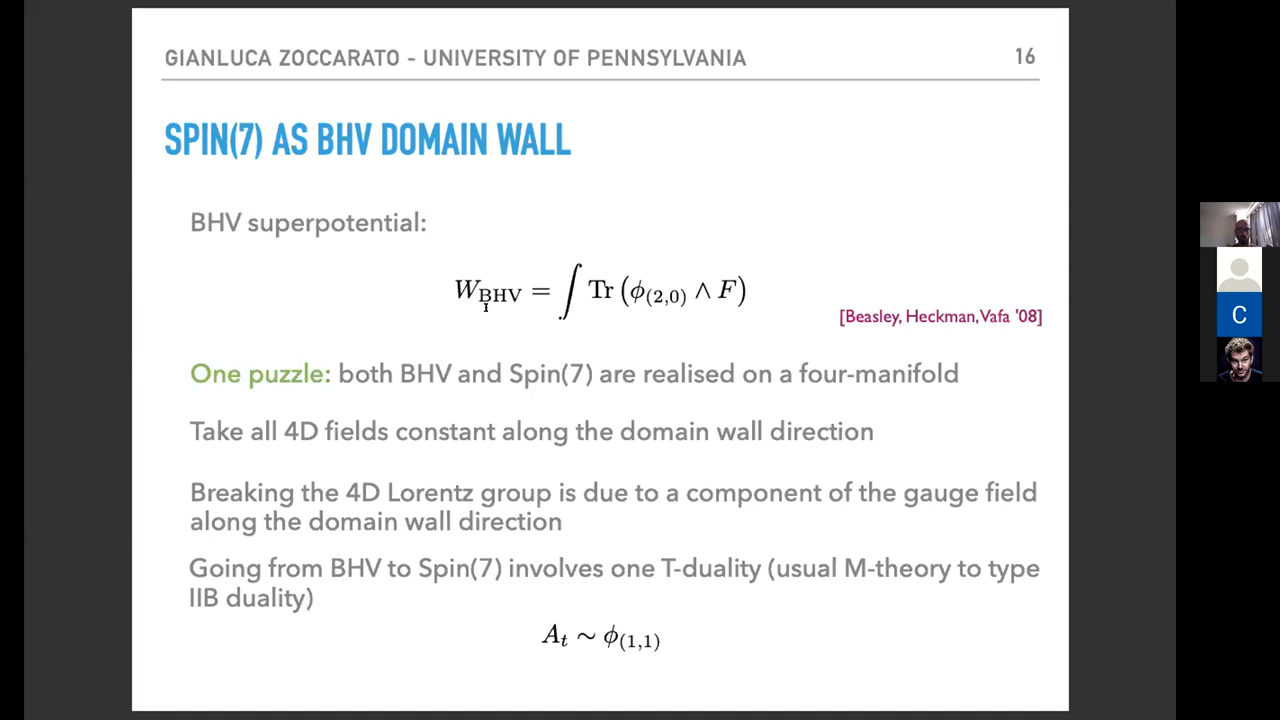 GIANLUCA ZOCCARATO - UNIVERSITY OF PENNSYLVANIA 16
SPIN(7) AS BHV DOMAIN WALL
BHV superpotential:
W_BHV = ∫ Tr (ϕ_(2,0) ∧ F)
[Beasley, Heckman, Vafa '08]
One puzzle: both BHV and Spin(7) are realised on a four-manifold
Take all 4D fields constant along the domain wall direction
Breaking the 4D Lorentz group is due to a component of the gauge field
along the domain wall direction
Going from BHV to Spin(7) involves one T-duality (usual M-theory to type
IIB duality)
A_t ∼ ϕ_(1,1)
C